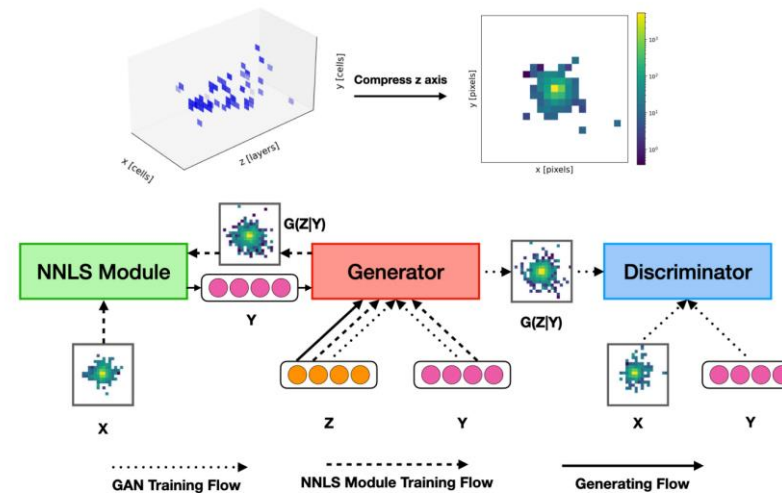 x [cells]
z [layers]
y [cells]
Compress z axis
y [pixels]
x [pixels]
10³
10²
10¹
10⁰
NNLS Module
G(Z|Y)
Y
Generator
G(Z|Y)
Discriminator
X
Z
Y
X
Y
GAN Training Flow
NNLS Module Training Flow
Generating Flow